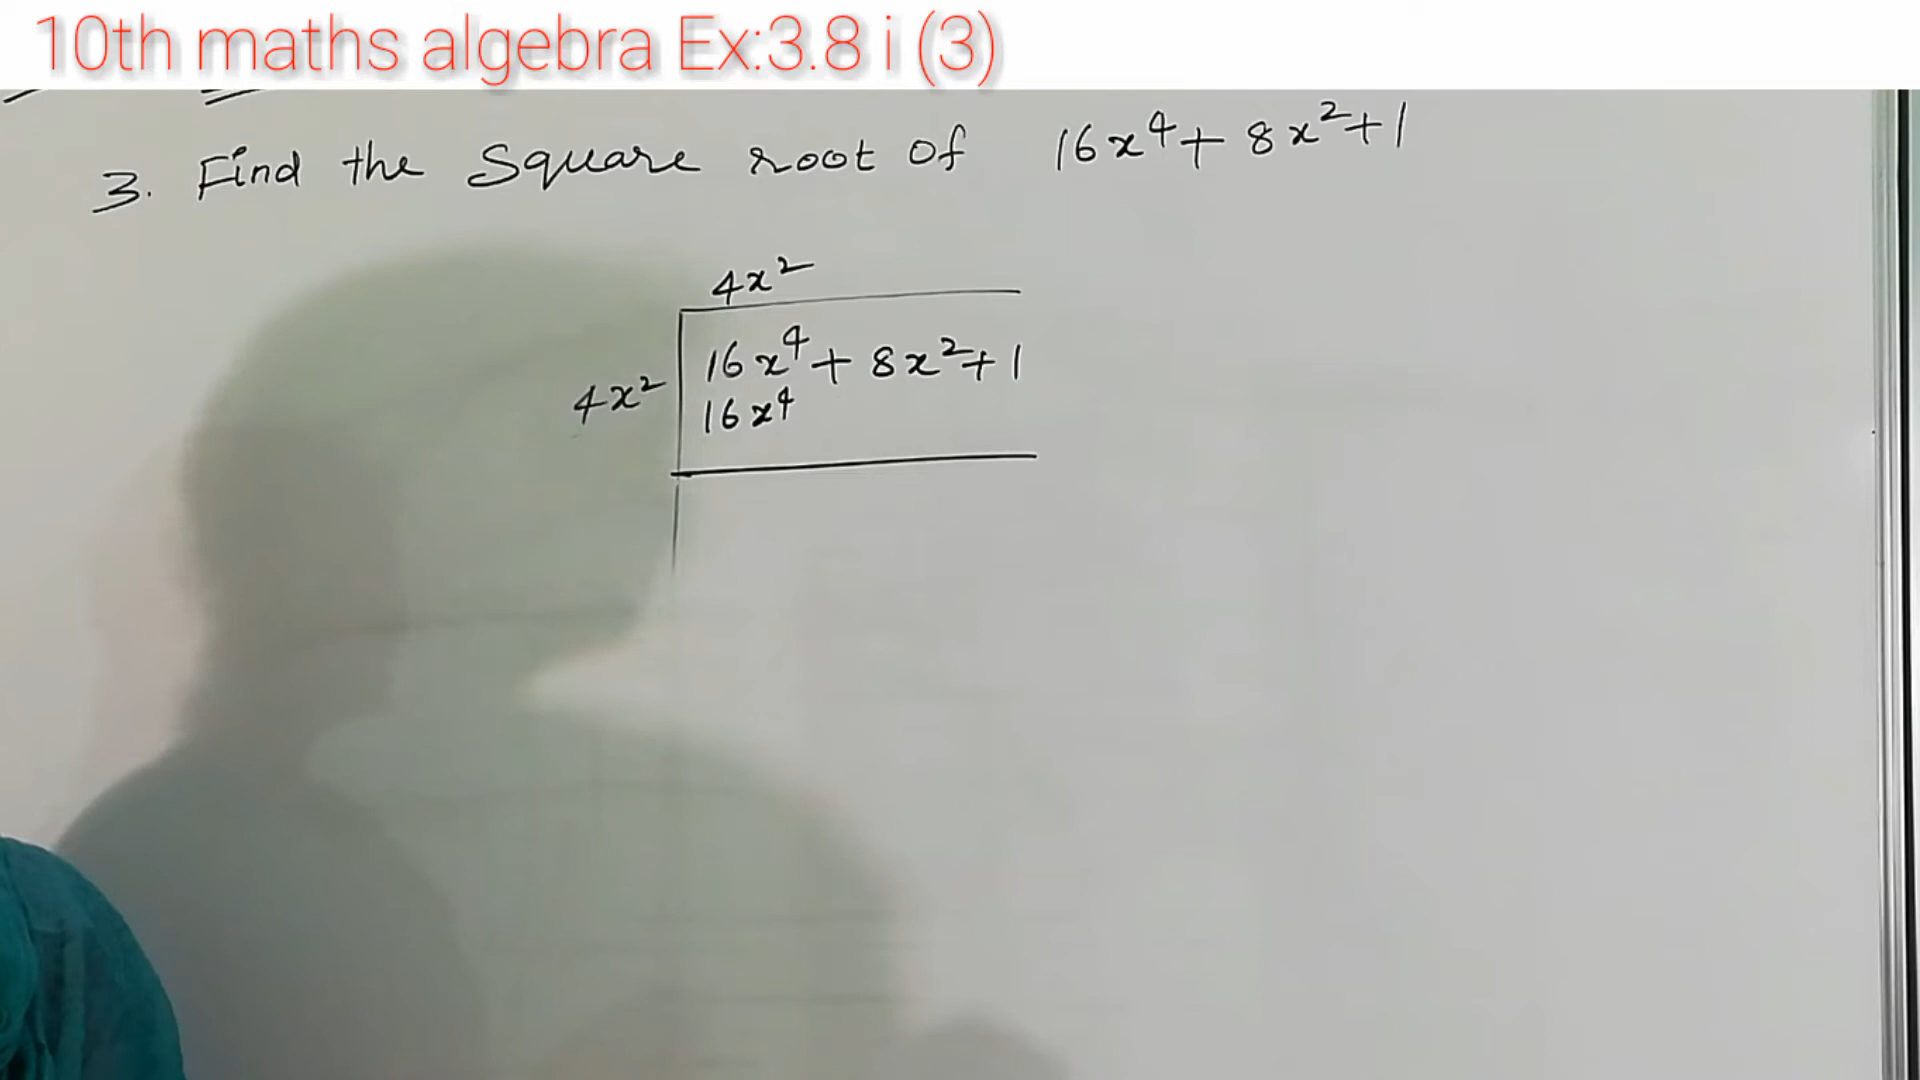 10th maths algebra Ex:3.8 i (3)
3. Find the Square root of 16x⁴ + 8x² + 1
4x²
4x² 16x⁴ + 8x² + 1
16x⁴